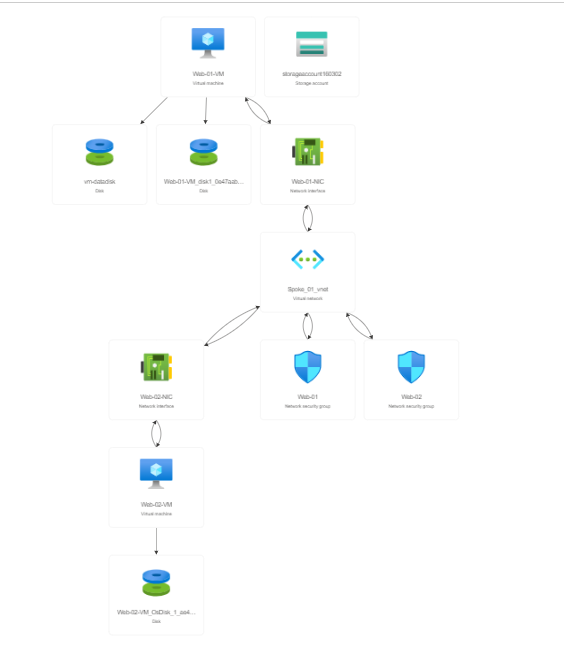 Web-01-VM
Virtual machine
storageaccount160302
Storage account
vm-datadisk
Disk
Web-01-VM_disk1_0e47aab...
Disk
Web-01-NIC
Network interface
Spoke_01_vnet
Virtual network
Web-02-NIC
Network interface
Web-01
Network security group
Web-02
Network security group
Web-02-VM
Virtual machine
Web-02-VM_OsDisk_1_ae4...
Disk